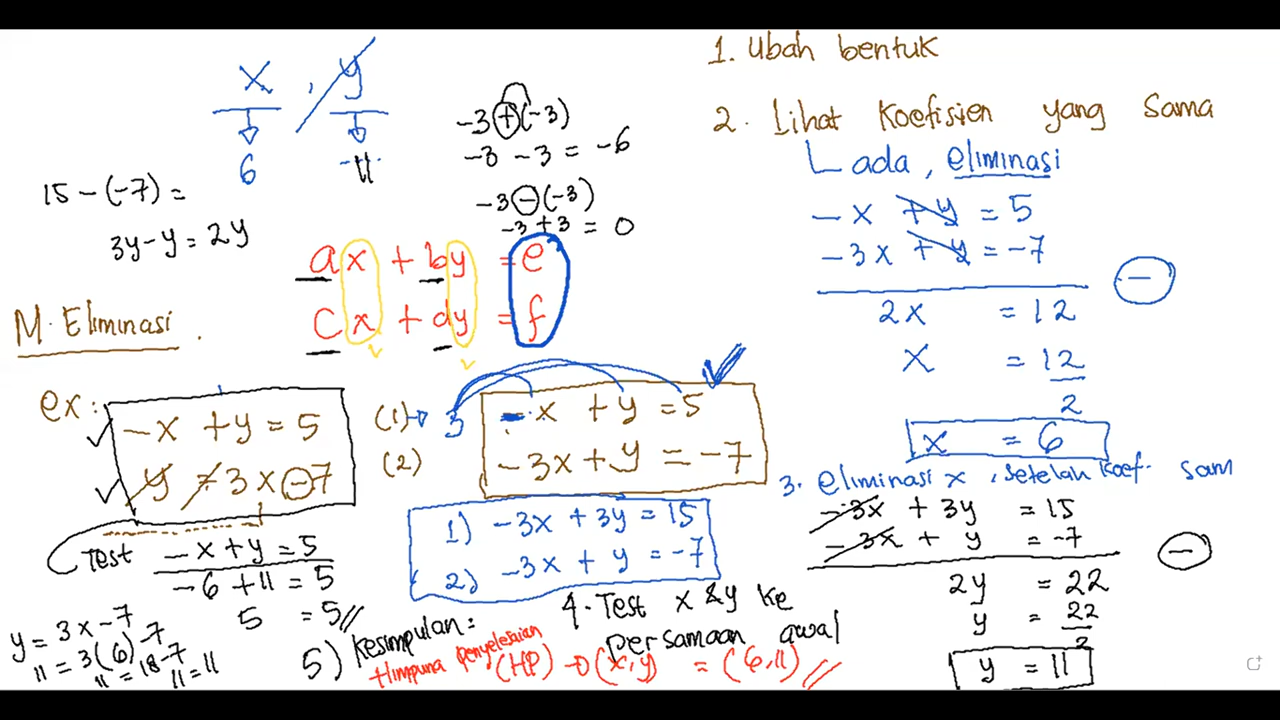 x , y
6 11
15 - (-7) =
3y - y = 2y
-3 + (-3)
-3 - 3 = -6
-3 - (-3)
-3 + 3 = 0
ax + by = e
cx + dy = f
M. Eliminasi.
ex:
-x + y = 5
y = 3x - 7
(1) → 3 -x + y = 5
(2) -3x + y = -7
1) -3x + 3y = 15
2) -3x + y = -7
Test -x + y = 5
-6 + 11 = 5
5 = 5 //
y = 3x - 7
11 = 3(6) - 7
11 = 18 - 7
11 = 11
1. Ubah bentuk
2. Lihat Koefisien yang Sama
ada, eliminasi
-x + y = 5
-3x + y = -7
-
2x = 12
x = 12
2
x = 6
3. eliminasi x, setelah koef. sam
-3x + 3y = 15
-3x + y = -7
-
2y = 22
y = 22
2
y = 11
4. Test x & y ke
persamaan awal
5) Kesimpulan:
Himpuna penyelesaian
(HP) → (x,y) = (6,11) //